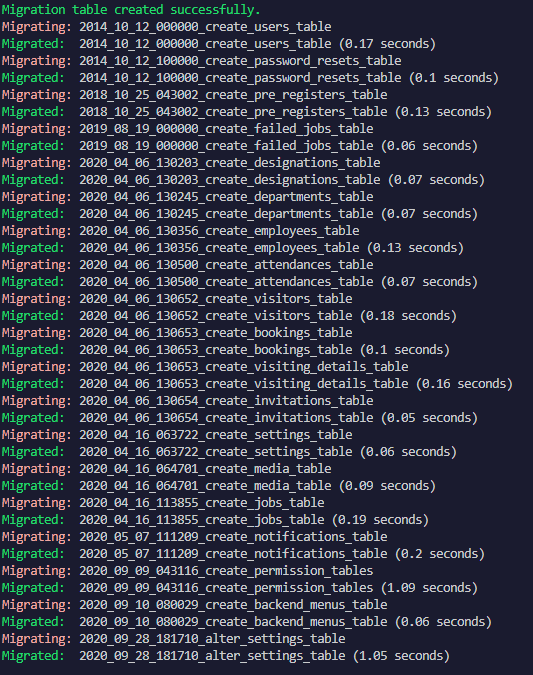 Migration table created successfully.
Migrating: 2014_10_12_000000_create_users_table
Migrated:  2014_10_12_000000_create_users_table (0.17 seconds)
Migrating: 2014_10_12_100000_create_password_resets_table
Migrated:  2014_10_12_100000_create_password_resets_table (0.1 seconds)
Migrating: 2018_10_25_043002_create_pre_registers_table
Migrated:  2018_10_25_043002_create_pre_registers_table (0.13 seconds)
Migrating: 2019_08_19_000000_create_failed_jobs_table
Migrated:  2019_08_19_000000_create_failed_jobs_table (0.06 seconds)
Migrating: 2020_04_06_130203_create_designations_table
Migrated:  2020_04_06_130203_create_designations_table (0.07 seconds)
Migrating: 2020_04_06_130245_create_departments_table
Migrated:  2020_04_06_130245_create_departments_table (0.07 seconds)
Migrating: 2020_04_06_130356_create_employees_table
Migrated:  2020_04_06_130356_create_employees_table (0.13 seconds)
Migrating: 2020_04_06_130500_create_attendances_table
Migrated:  2020_04_06_130500_create_attendances_table (0.07 seconds)
Migrating: 2020_04_06_130652_create_visitors_table
Migrated:  2020_04_06_130652_create_visitors_table (0.18 seconds)
Migrating: 2020_04_06_130653_create_bookings_table
Migrated:  2020_04_06_130653_create_bookings_table (0.1 seconds)
Migrating: 2020_04_06_130653_create_visiting_details_table
Migrated:  2020_04_06_130653_create_visiting_details_table (0.16 seconds)
Migrating: 2020_04_06_130654_create_invitations_table
Migrated:  2020_04_06_130654_create_invitations_table (0.05 seconds)
Migrating: 2020_04_16_063722_create_settings_table
Migrated:  2020_04_16_063722_create_settings_table (0.06 seconds)
Migrating: 2020_04_16_064701_create_media_table
Migrated:  2020_04_16_064701_create_media_table (0.09 seconds)
Migrating: 2020_04_16_113855_create_jobs_table
Migrated:  2020_04_16_113855_create_jobs_table (0.19 seconds)
Migrating: 2020_05_07_111209_create_notifications_table
Migrated:  2020_05_07_111209_create_notifications_table (0.2 seconds)
Migrating: 2020_09_09_043116_create_permission_tables
Migrated:  2020_09_09_043116_create_permission_tables (1.09 seconds)
Migrating: 2020_09_10_080029_create_backend_menus_table
Migrated:  2020_09_10_080029_create_backend_menus_table (0.06 seconds)
Migrating: 2020_09_28_181710_alter_settings_table
Migrated:  2020_09_28_181710_alter_settings_table (1.05 seconds)